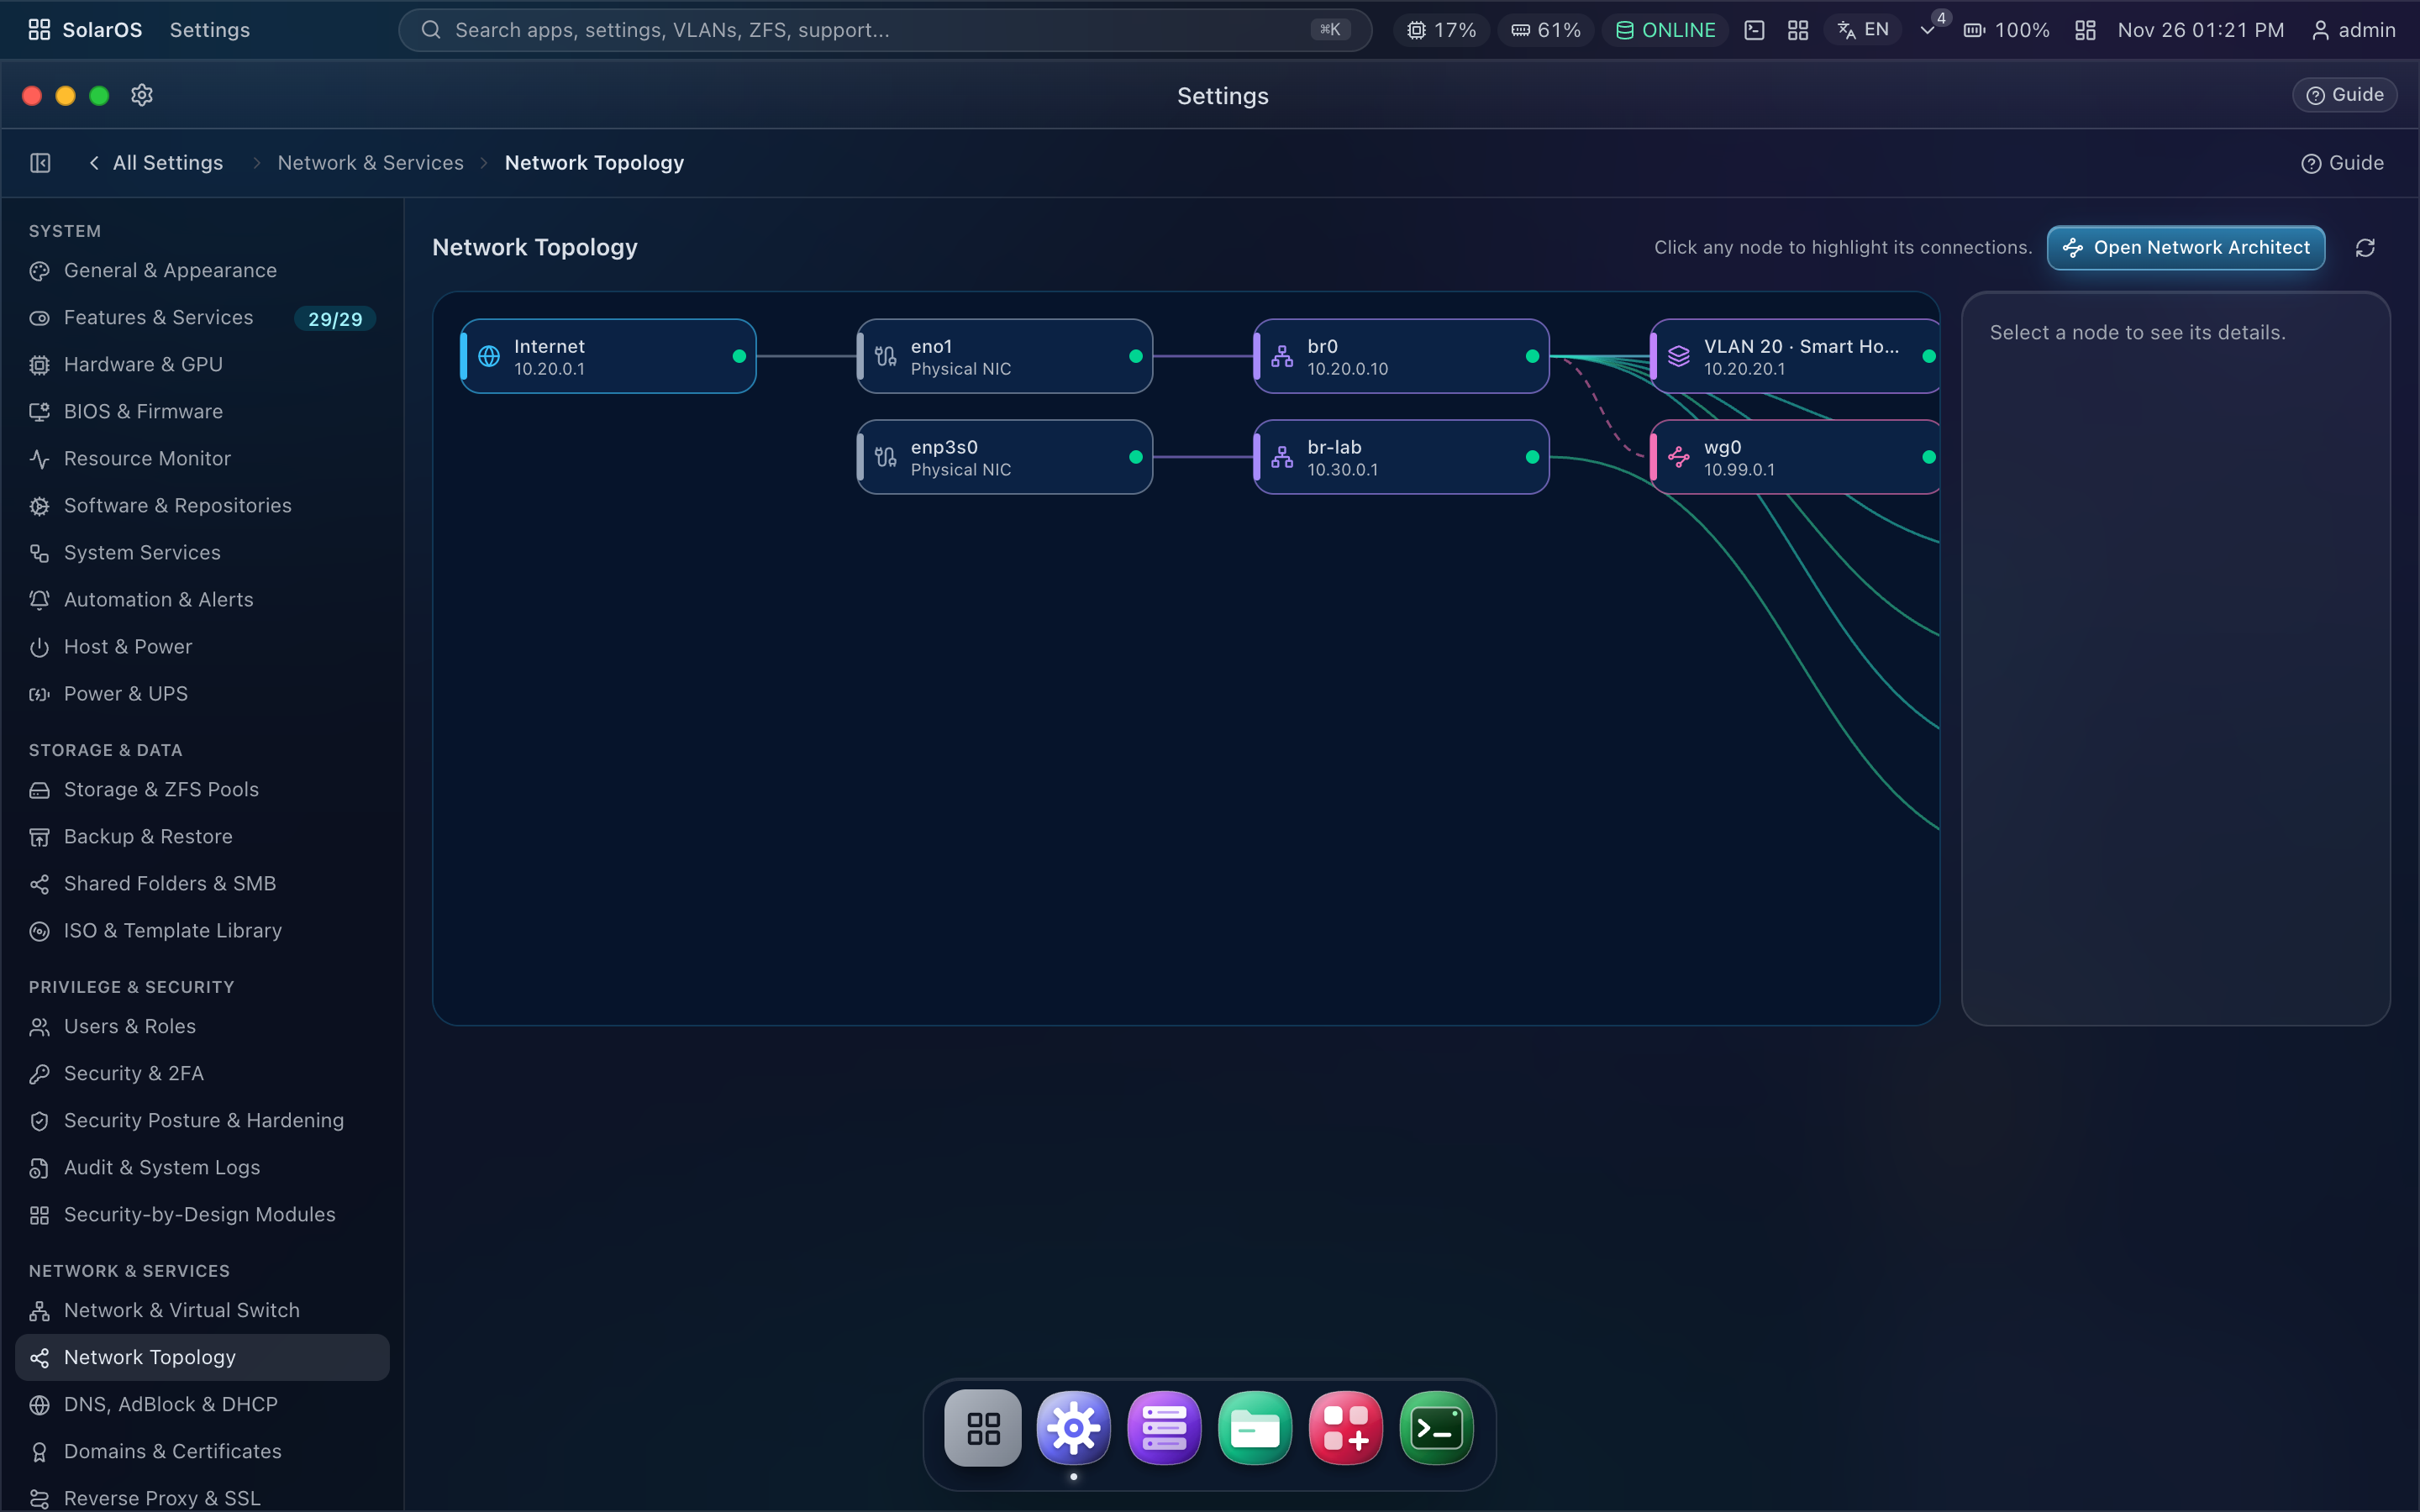 SolarOS Settings Search apps, settings, VLANs, ZFS, support... ⌘K 17% 61% ONLINE EN 4 100% Nov 26 01:21 PM admin
Settings Guide
All Settings Network & Services Network Topology Guide
SYSTEM
General & Appearance
Features & Services 29/29
Hardware & GPU
BIOS & Firmware
Resource Monitor
Software & Repositories
System Services
Automation & Alerts
Host & Power
Power & UPS
STORAGE & DATA
Storage & ZFS Pools
Backup & Restore
Shared Folders & SMB
ISO & Template Library
PRIVILEGE & SECURITY
Users & Roles
Security & 2FA
Security Posture & Hardening
Audit & System Logs
Security-by-Design Modules
NETWORK & SERVICES
Network & Virtual Switch
Network Topology
DNS, AdBlock & DHCP
Domains & Certificates
Reverse Proxy & SSL
Network Topology Click any node to highlight its connections. Open Network Architect
Internet
10.20.0.1
eno1
Physical NIC
br0
10.20.0.10
VLAN 20 · Smart Ho...
10.20.20.1
enp3s0
Physical NIC
br-lab
10.30.0.1
wg0
10.99.0.1
Select a node to see its details.